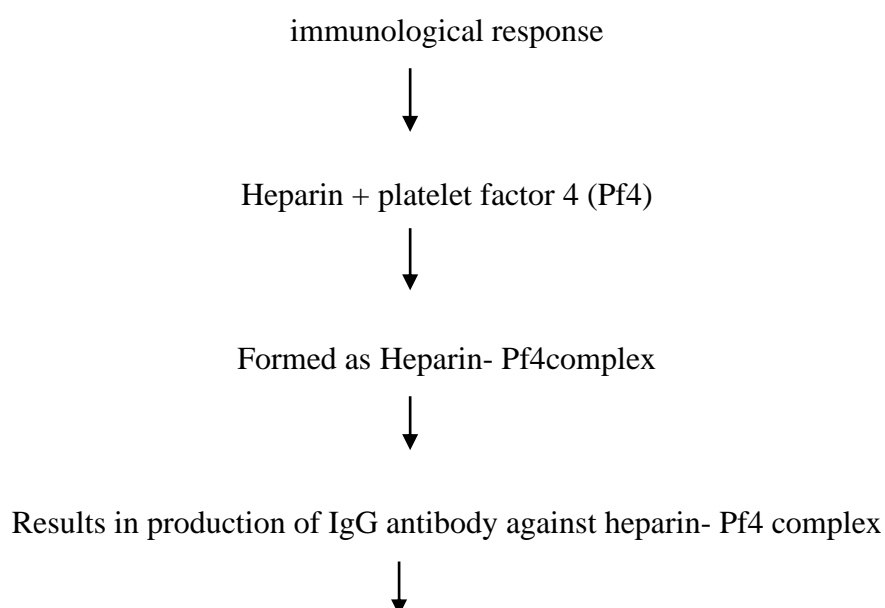 immunological response
Heparin + platelet factor 4 (Pf4)
Formed as Heparin- Pf4complex
Results in production of IgG antibody against heparin- Pf4 complex